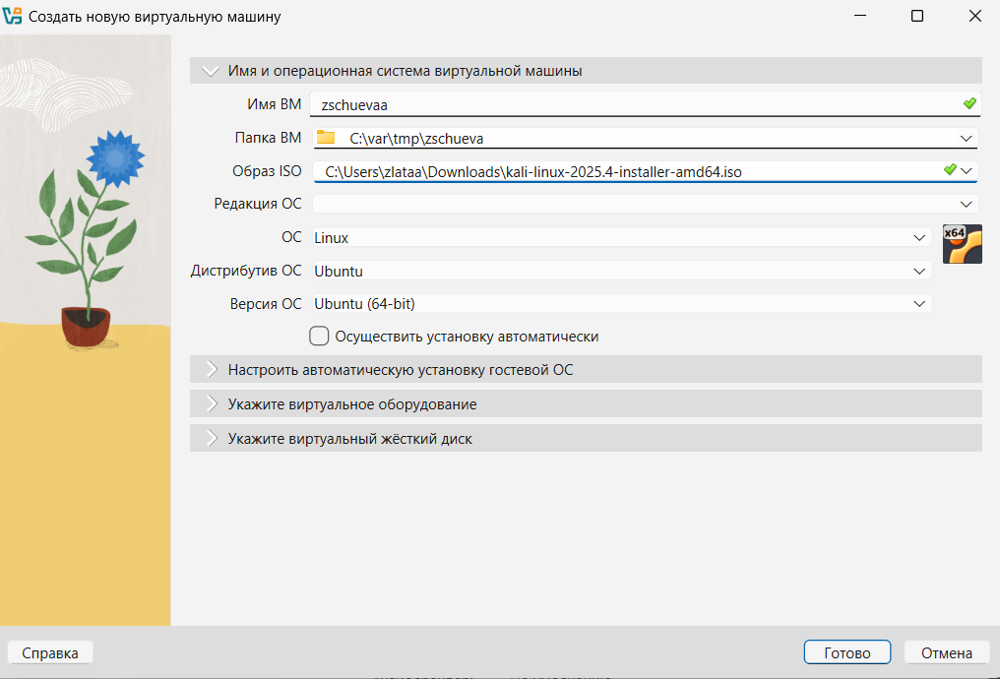 Создать новую виртуальную машину
Имя и операционная система виртуальной машины
Имя ВМ zschuevaa
Папка ВМ C:\var\tmp\zschueva
Образ ISO C:\Users\zlataa\Downloads\kali-linux-2025.4-installer-amd64.iso
Редакция ОС
ОС Linux
x64
Дистрибутив ОС Ubuntu
Версия ОС Ubuntu (64-bit)
Осуществить установку автоматически
Настроить автоматическую установку гостевой ОС
Укажите виртуальное оборудование
Укажите виртуальный жёсткий диск
Справка Готово Отмена